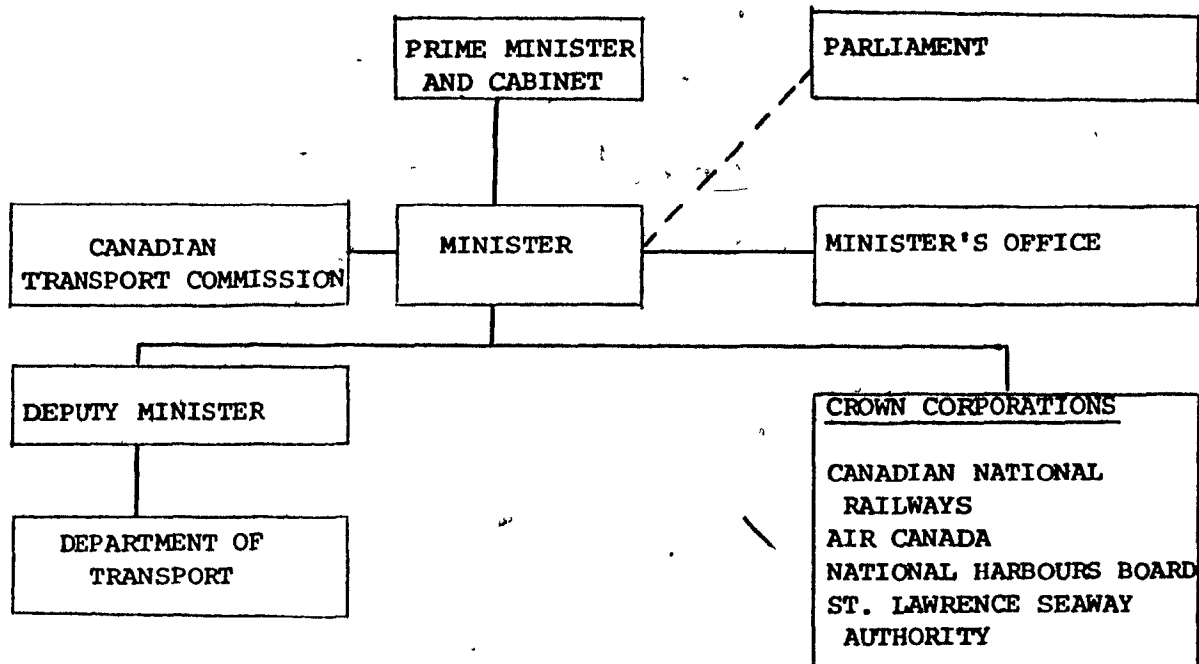 PRIME MINISTER
AND CABINET
PARLIAMENT
CANADIAN
TRANSPORT COMMISSION
MINISTER
MINISTER'S OFFICE
DEPUTY MINISTER
DEPARTMENT OF
TRANSPORT
CROWN CORPORATIONS
CANADIAN NATIONAL
RAILWAYS
AIR CANADA
NATIONAL HARBOURS BOARD
ST. LAWRENCE SEAWAY
AUTHORITY